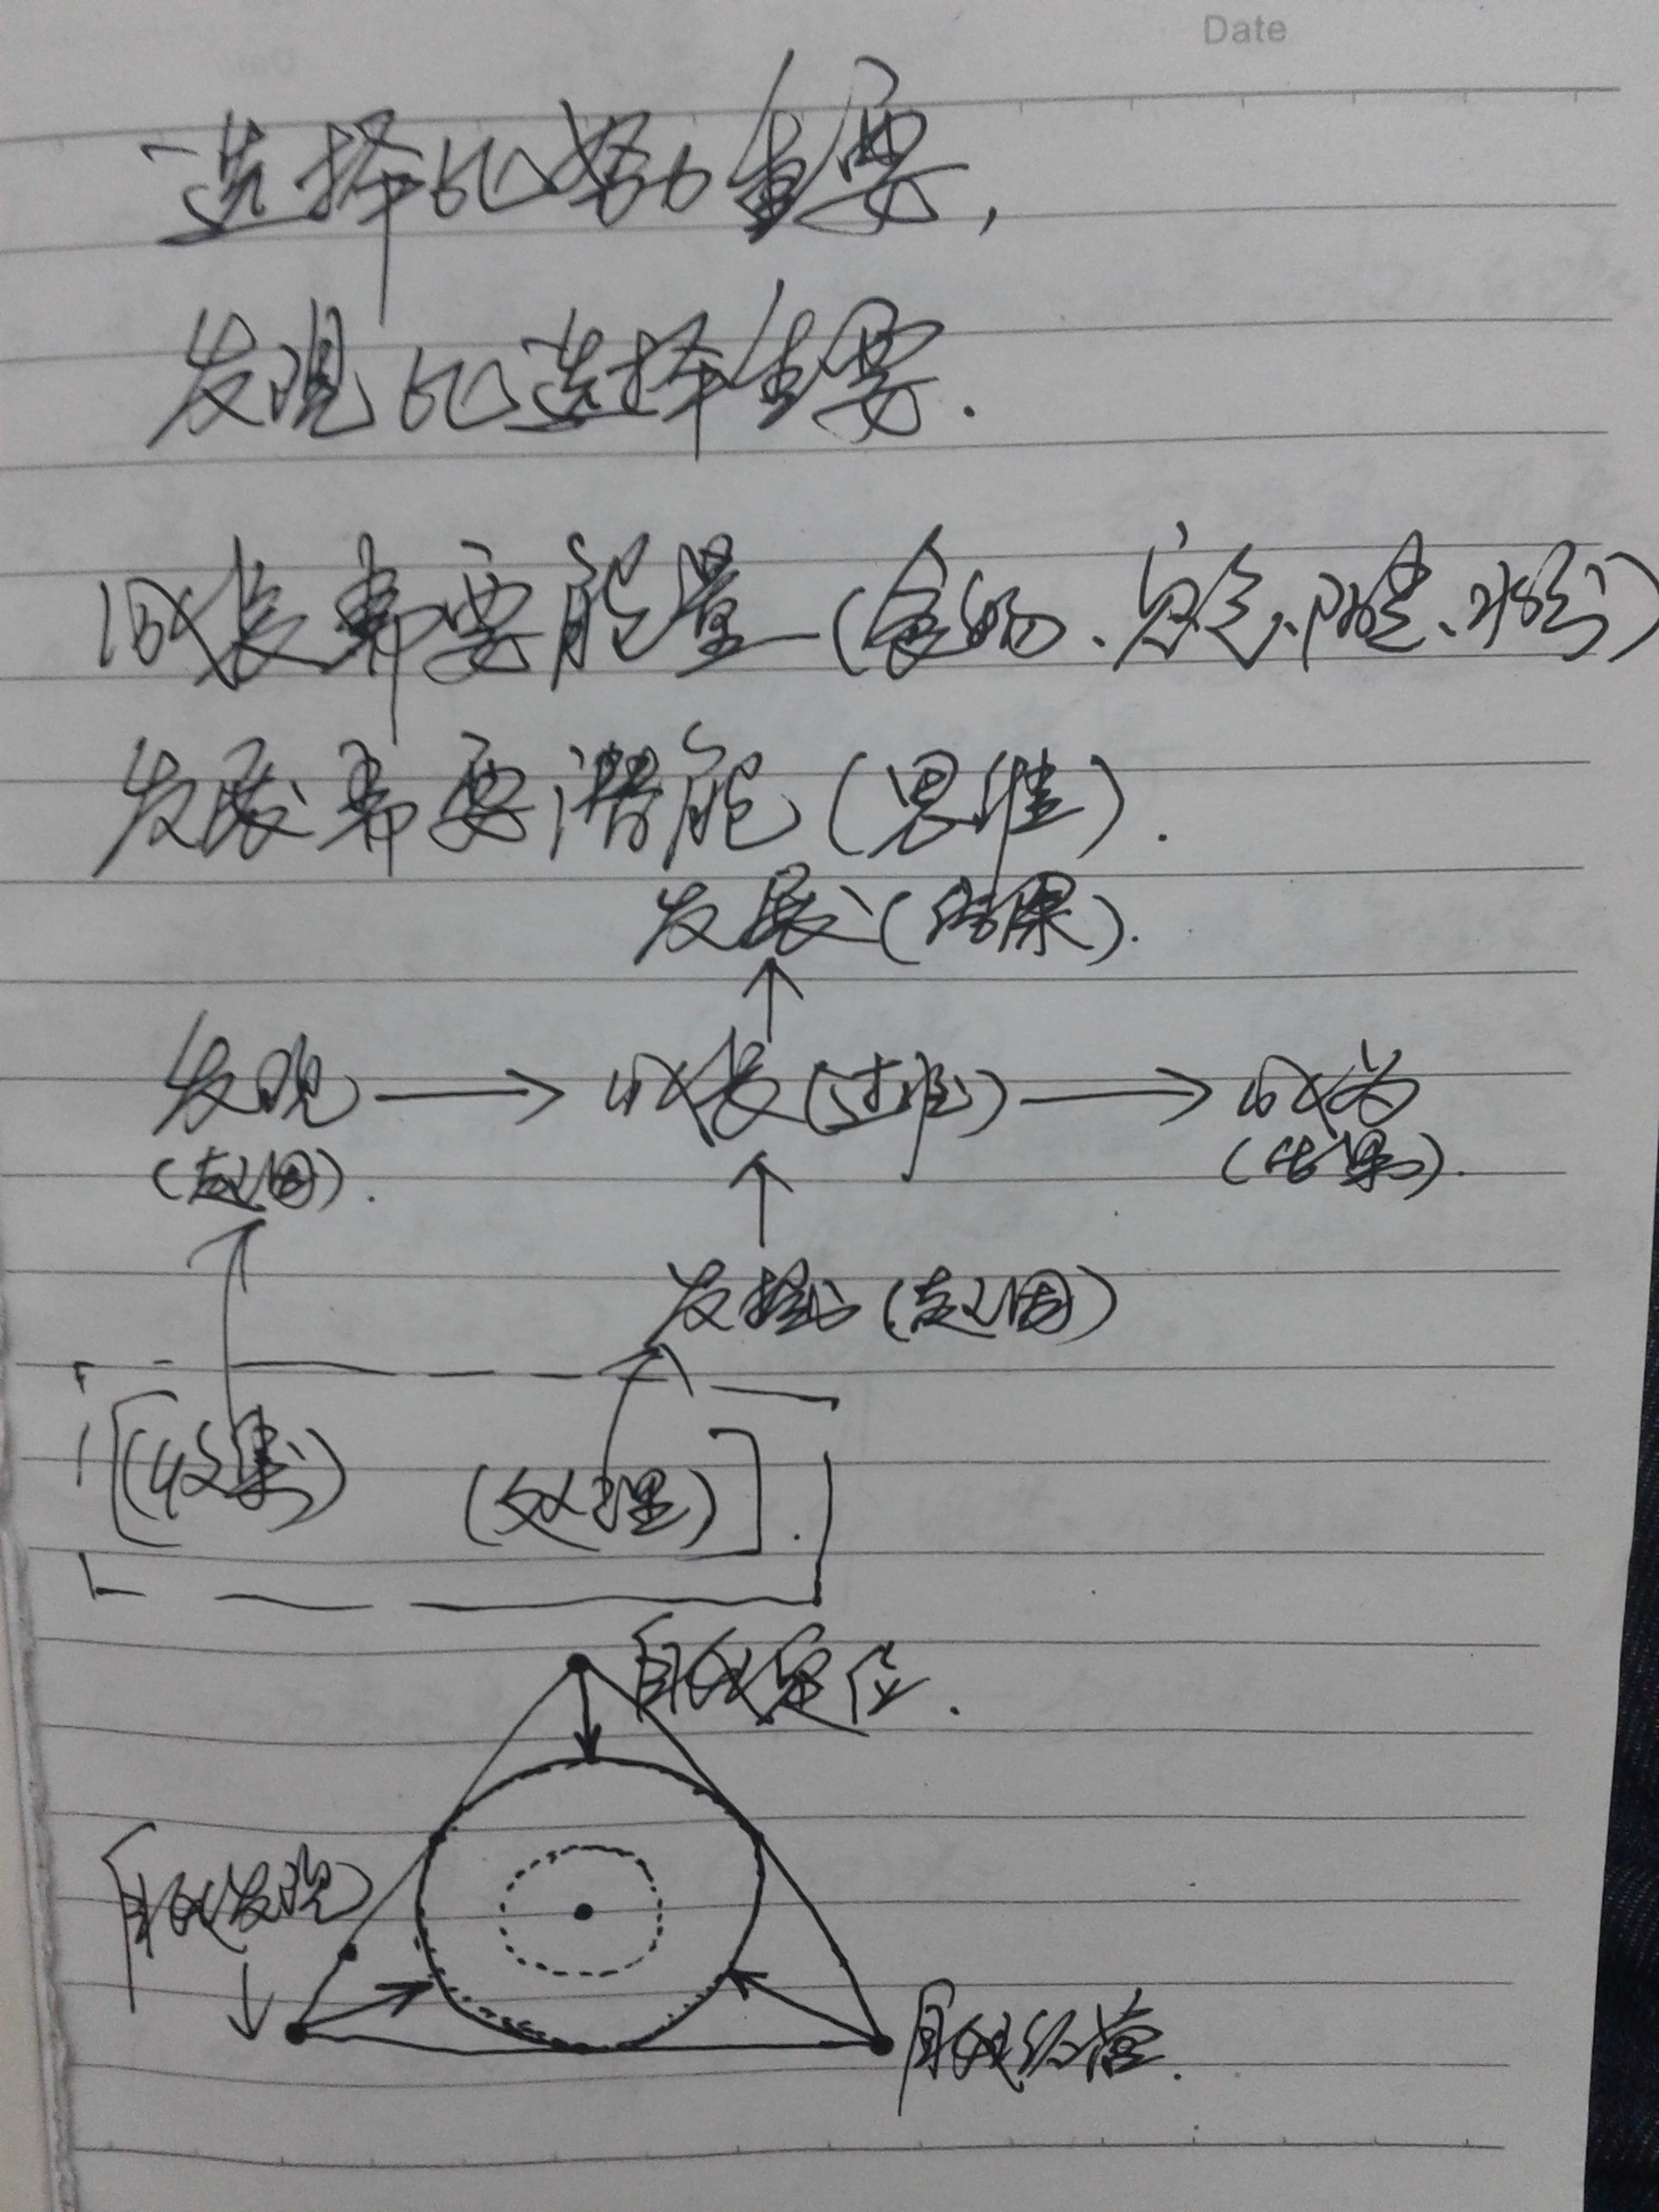 Date
选择比努力重要,
发现比选择重要.
成长需要能量(食物、空气、阳光、水分)
发展需要潜能(思维).
发展(结果).
发现 → 成长(过程) → 成为
(起因). (结果).
发掘(起因)
[(收集) (处理)].
自我定位.
自我发现
自我经营.